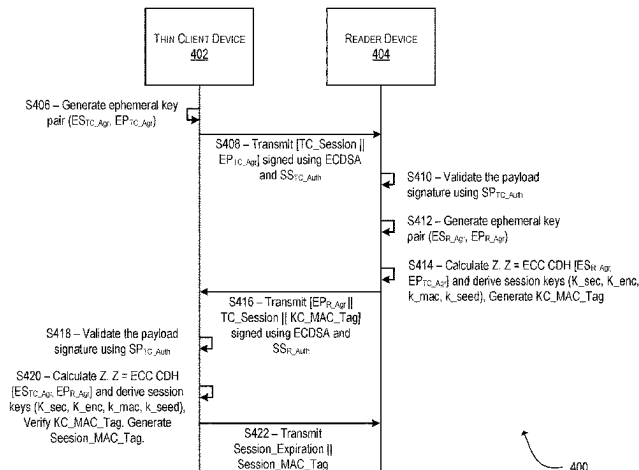 THIN CLIENT DEVICE
402
READER DEVICE
404
S406 – Generate ephemeral key
pair (ES_TC_Agr, EP_TC_Agr)
S408 – Transmit [TC_Session ||
EP_TC_Agr] signed using ECDSA
and SS_TC_Auth
S410 – Validate the payload
signature using SP_TC_Auth
S412 – Generate ephemeral key
pair (ES_R_Agr, EP_R_Agr)
S414 – Calculate Z. Z = ECC CDH [ES_R_Agr,
EP_TC_Agr] and derive session keys (K_sec, K_enc,
k_mac, k_seed), Generate KC_MAC_Tag
S416 – Transmit [EP_R_Agr ||
TC_Session || KC_MAC_Tag]
signed using ECDSA and
SS_R_Auth
S418 – Validate the payload
signature using SP_TC_Auth
S420 – Calculate Z. Z = ECC CDH
[ES_TC_Agr, EP_R_Agr] and derive session
keys (K_sec, K_enc, k_mac, k_seed),
Verify KC_MAC_Tag. Generate
Seesion_MAC_Tag.
S422 – Transmit
Session_Expiration ||
Session_MAC_Tag
400